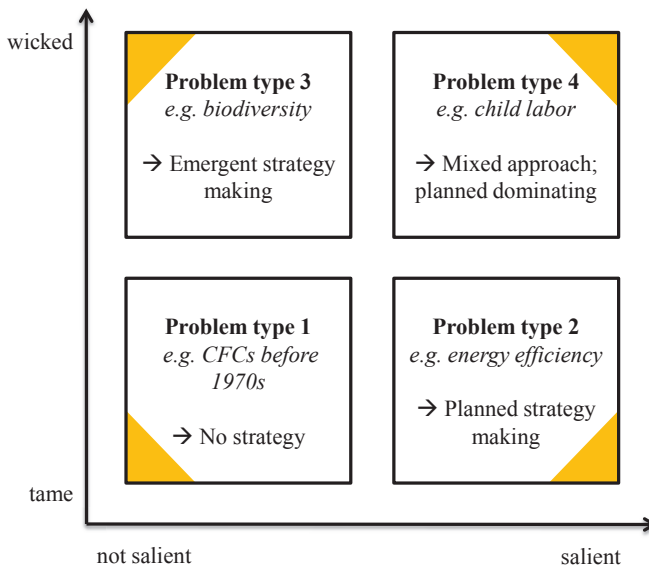 wicked
Problem type 3
e.g. biodiversity
→ Emergent strategy
making
Problem type 4
e.g. child labor
→ Mixed approach;
planned dominating
Problem type 1
e.g. CFCs before
1970s
→ No strategy
Problem type 2
e.g. energy efficiency
→ Planned strategy
making
tame
not salient
salient